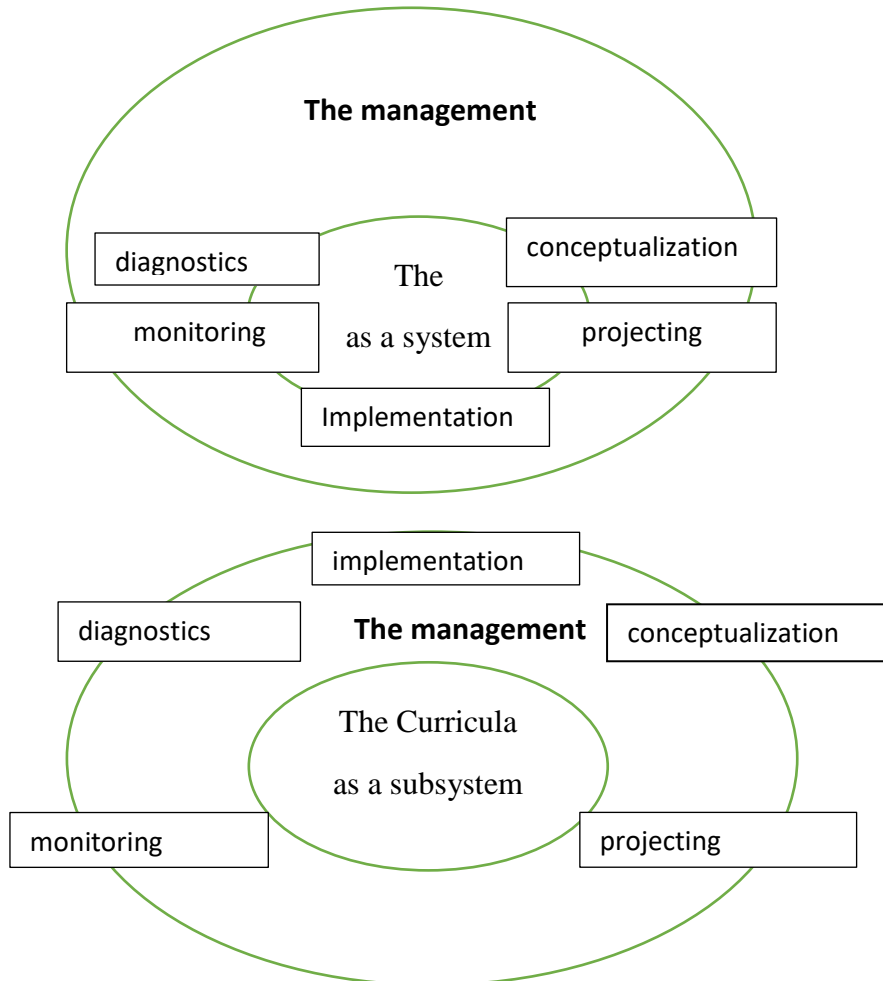 The management
diagnostics
conceptualization
The
as a system
monitoring
projecting
Implementation
implementation
diagnostics
The management
conceptualization
The Curricula
as a subsystem
monitoring
projecting